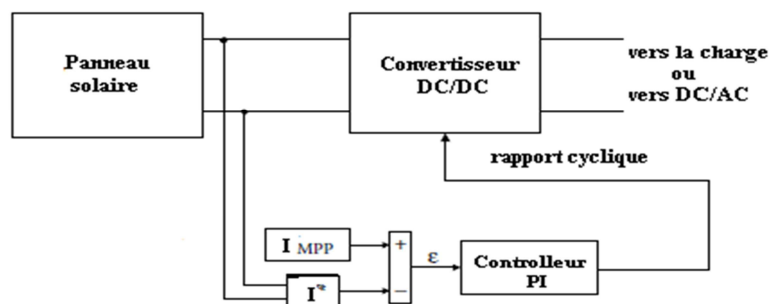 Panneau
solaire
Convertisseur
DC/DC
vers la charge
ou
vers DC/AC
rapport cyclique
I MPP
+
ε
Controlleur
PI
I*
−